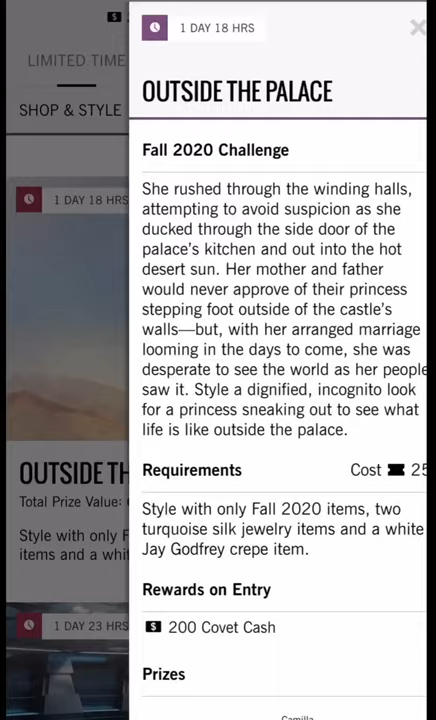 1 DAY 18 HRS
LIMITED TIME
SHOP & STYLE
1 DAY 18 HRS
OUTSIDE TH
Total Prize Value:
Style with only F
items and a whi
1 DAY 23 HRS
OUTSIDE THE PALACE
Fall 2020 Challenge
She rushed through the winding halls,
attempting to avoid suspicion as she
ducked through the side door of the
palace's kitchen and out into the hot
desert sun. Her mother and father
would never approve of their princess
stepping foot outside of the castle's
walls—but, with her arranged marriage
looming in the days to come, she was
desperate to see the world as her people
saw it. Style a dignified, incognito look
for a princess sneaking out to see what
life is like outside the palace.
Requirements Cost 25
Style with only Fall 2020 items, two
turquoise silk jewelry items and a white
Jay Godfrey crepe item.
Rewards on Entry
$ 200 Covet Cash
Prizes
Camilla